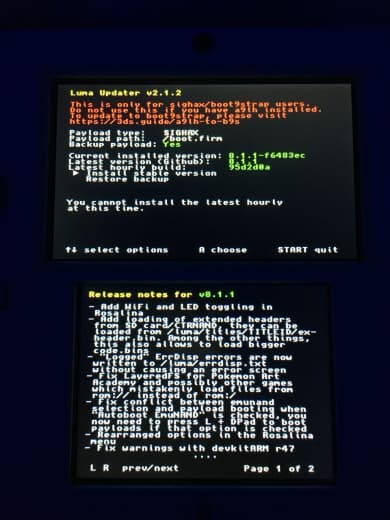 Luma Updater v2.1.2
This is only for sighax/boot9strap users.
Do not use this if you have a9lh installed.
To update to boot9strap, please visit
https://3ds.guide/a9lh-to-b9s
Payload type: SIGHAX
Payload path: /boot.firm
Backup payload: Yes
Current installed version: 8.1.1-f6483ec
Latest version (Github): 8.1.1
Latest hourly build: 95d2d0a
► Install stable version
Restore backup
You cannot install the latest hourly
at this time.
↑↓ select options A choose START quit
Release notes for v8.1.1
- Add WiFi and LED toggling in
Rosalina
- Add loading of extended headers
from SD card/CTRNAND, they can be
loaded from /luma/titles/TITLEID/ex-
header.bin. Among the other things,
this also allows to load bigger
code.bins
- "Logged" ErrDisp errors are now
written to /luma/errdisp.txt
without causing an error screen
- Fix LayeredFS for Pokemon Art
Academy and possibly other games
which mistakenly load files from
rom:// instead of rom:/
- Fix conflict between emunand
selection and payload booting when
"Autoboot EmuNAND" is checked, you
now need to press L + DPad to boot
payloads if that option is checked
- Rearranged options in the Rosalina
menu
- Fix warnings with devkitARM r47
....
L R prev/next Page 1 of 2